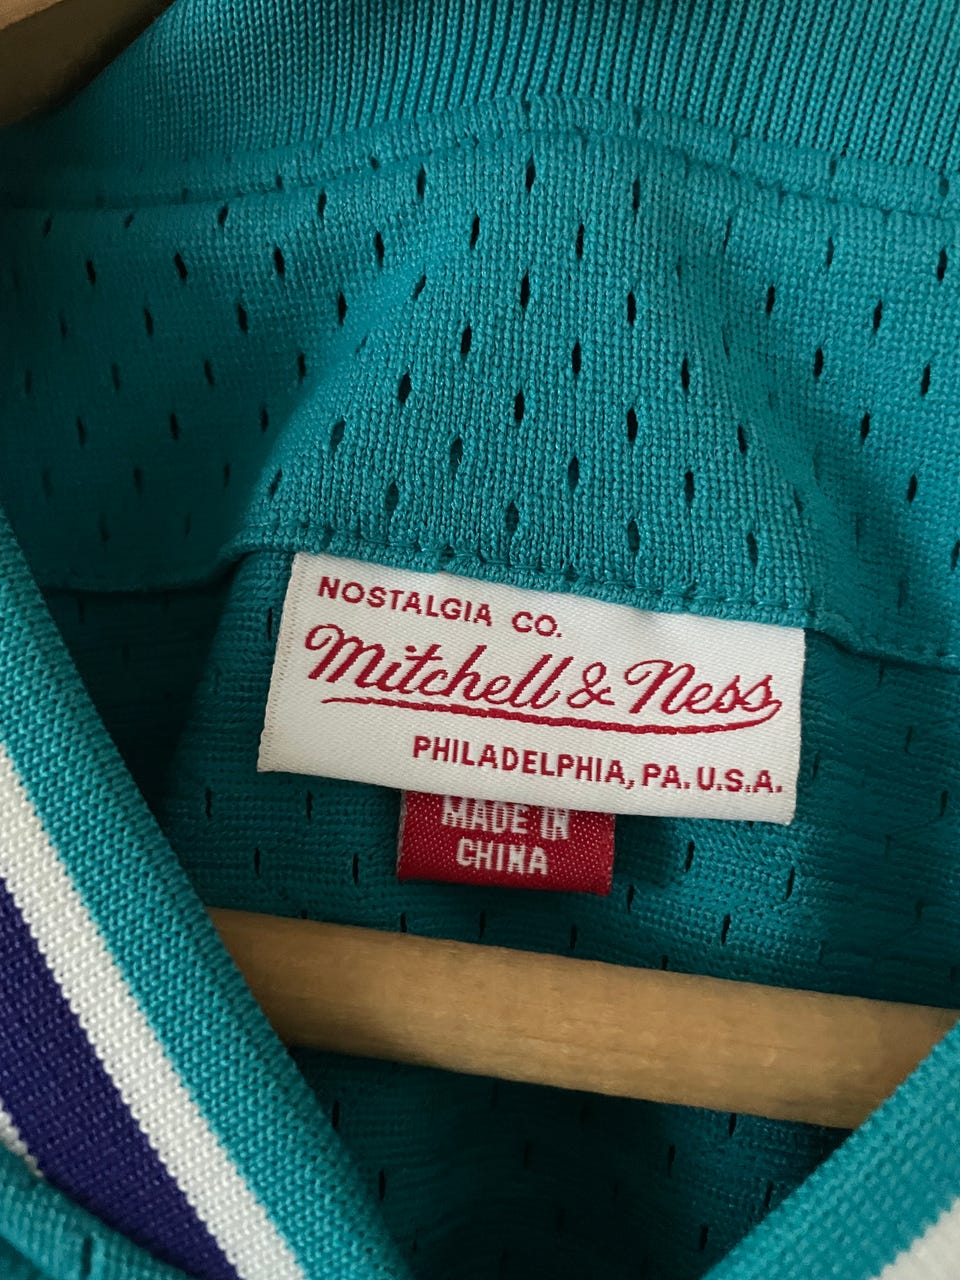 NOSTALGIA CO.
Mitchell & Ness
PHILADELPHIA, PA. U.S.A.
MADE IN
CHINA